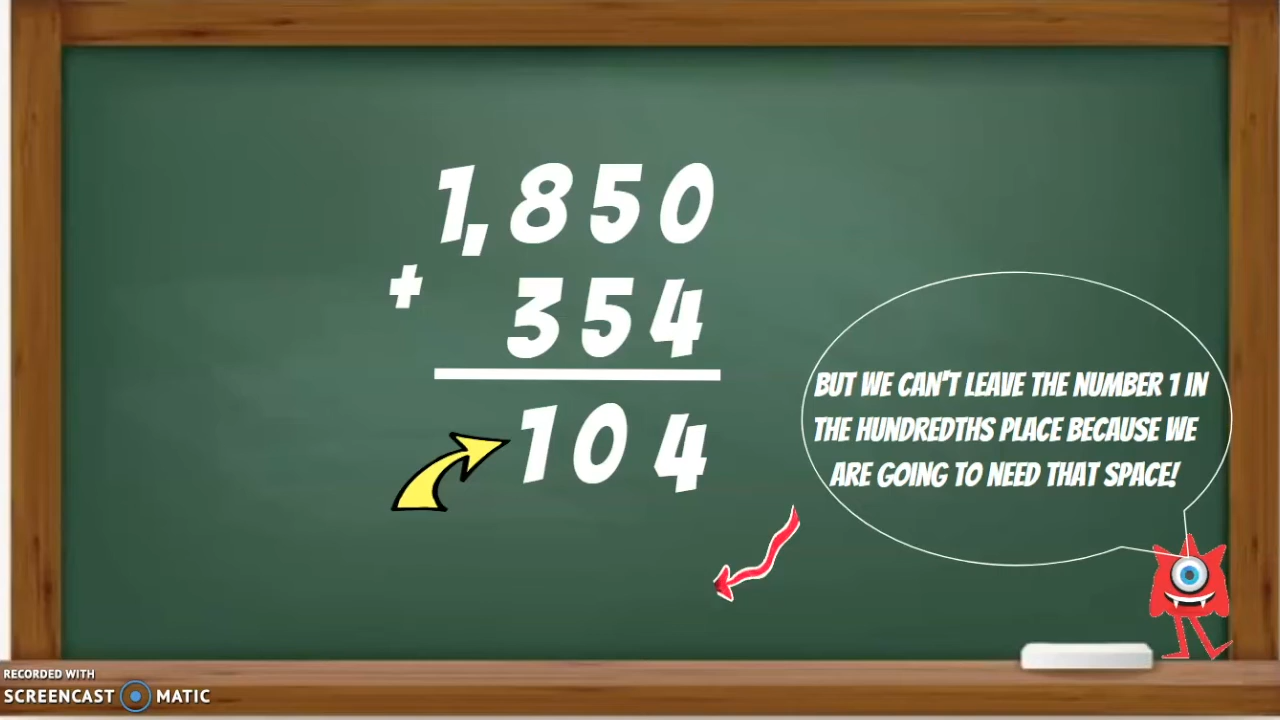 1,850
+ 354
104
BUT WE CAN'T LEAVE THE NUMBER 1 IN
THE HUNDREDTHS PLACE BECAUSE WE
ARE GOING TO NEED THAT SPACE!
RECORDED WITH
SCREENCAST MATIC